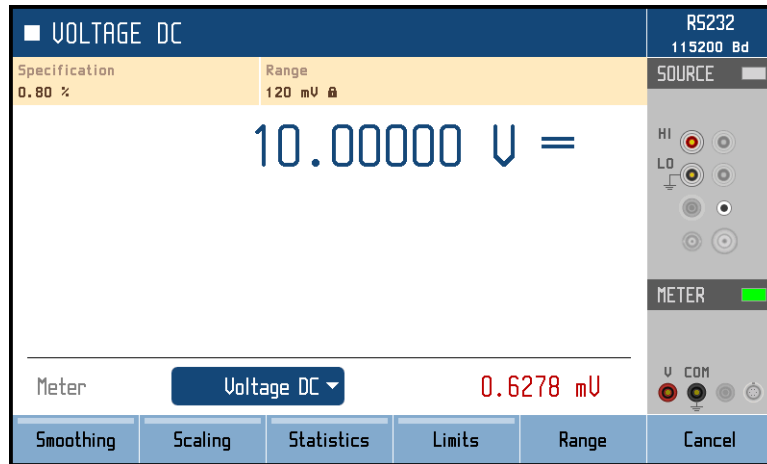 VOLTAGE DC
RS232
115200 Bd
Specification
0.80 %
Range
120 mV
SOURCE
10.00000 V =
HI
LO
METER
Meter
Voltage DC
0.6278 mV
V COM
Smoothing
Scaling
Statistics
Limits
Range
Cancel